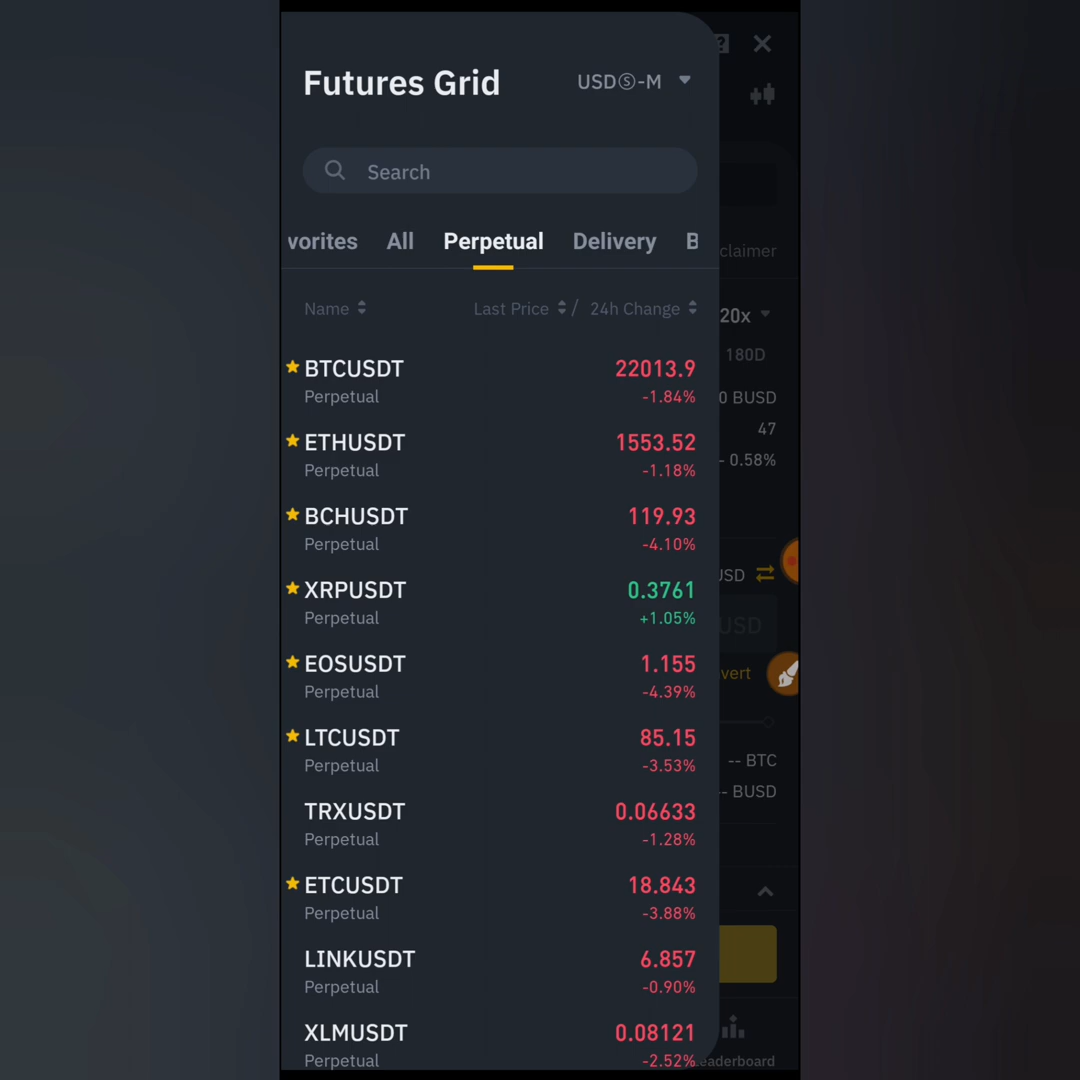 Futures Grid USDⓈ-M
Search
vorites All Perpetual Delivery B
claimer
Name Last Price / 24h Change
20x
180D
BTCUSDT 22013.9
Perpetual -1.84%
0 BUSD
47
ETHUSDT 1553.52
Perpetual -1.18%
- 0.58%
BCHUSDT 119.93
Perpetual -4.10%
XRPUSDT 0.3761
Perpetual +1.05%
USD
USD
EOSUSDT 1.155
Perpetual -4.39%
vert
LTCUSDT 85.15
Perpetual -3.53%
-- BTC
-- BUSD
TRXUSDT 0.06633
Perpetual -1.28%
ETCUSDT 18.843
Perpetual -3.88%
LINKUSDT 6.857
Perpetual -0.90%
XLMUSDT 0.08121
Perpetual -2.52%
eaderboard